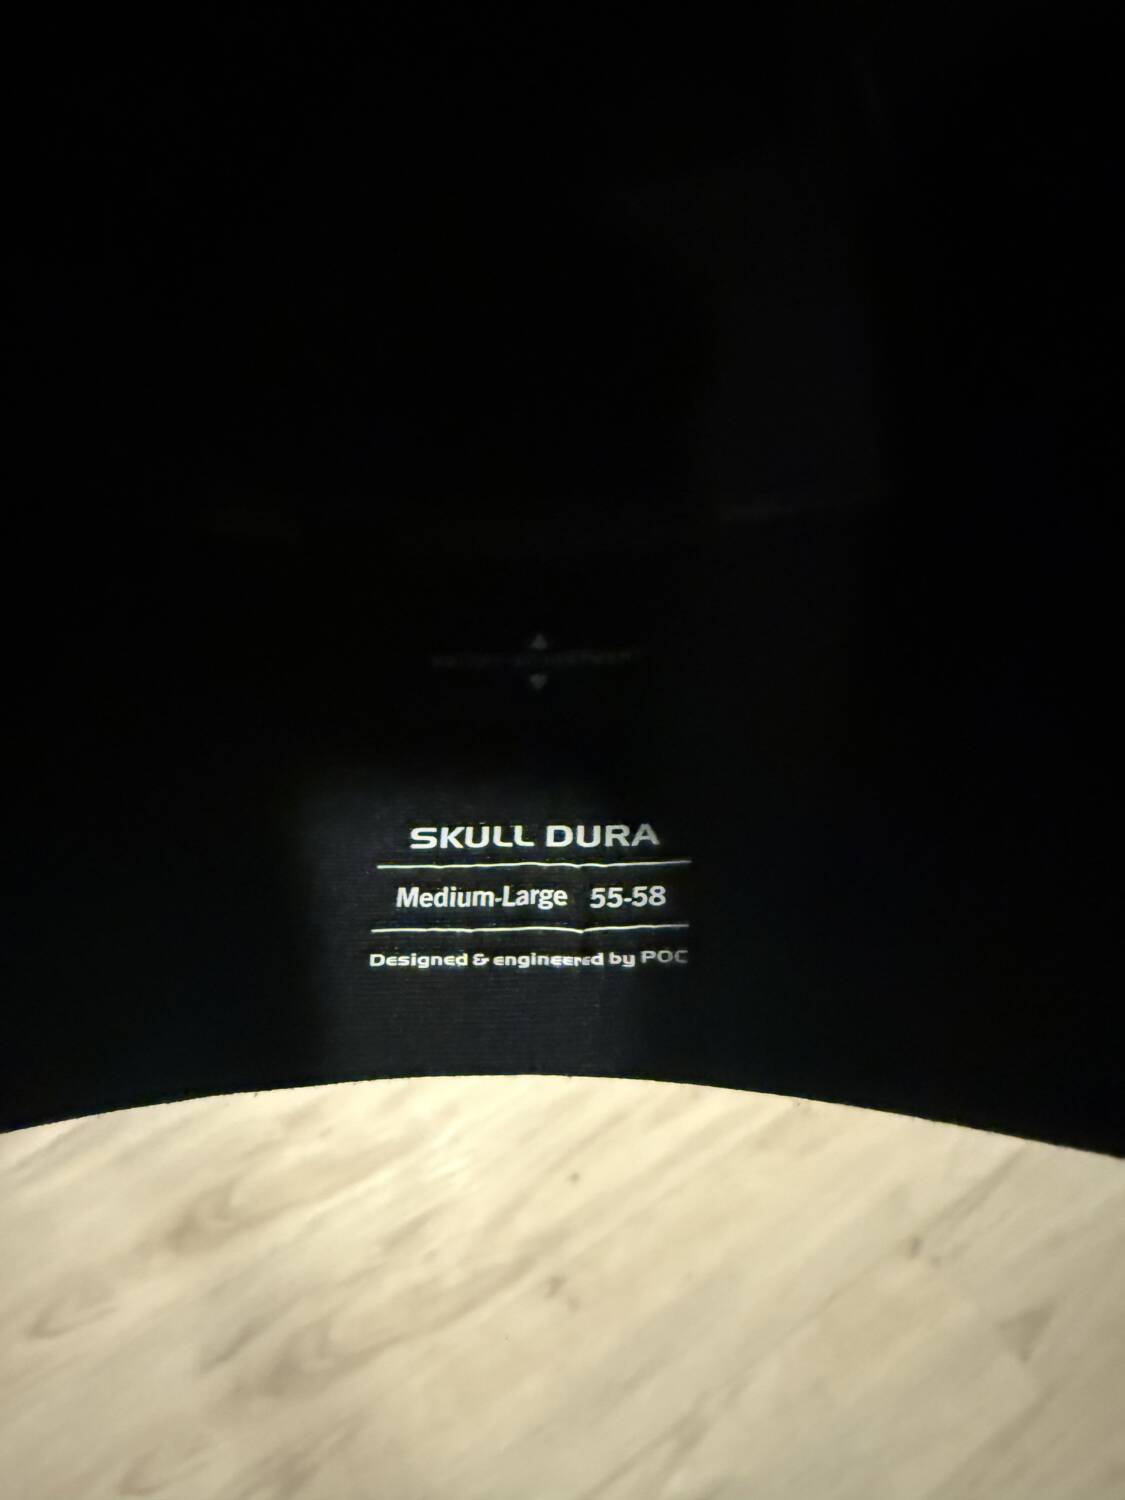 SKULL DURA
Medium-Large 55-58
Designed & engineered by POC